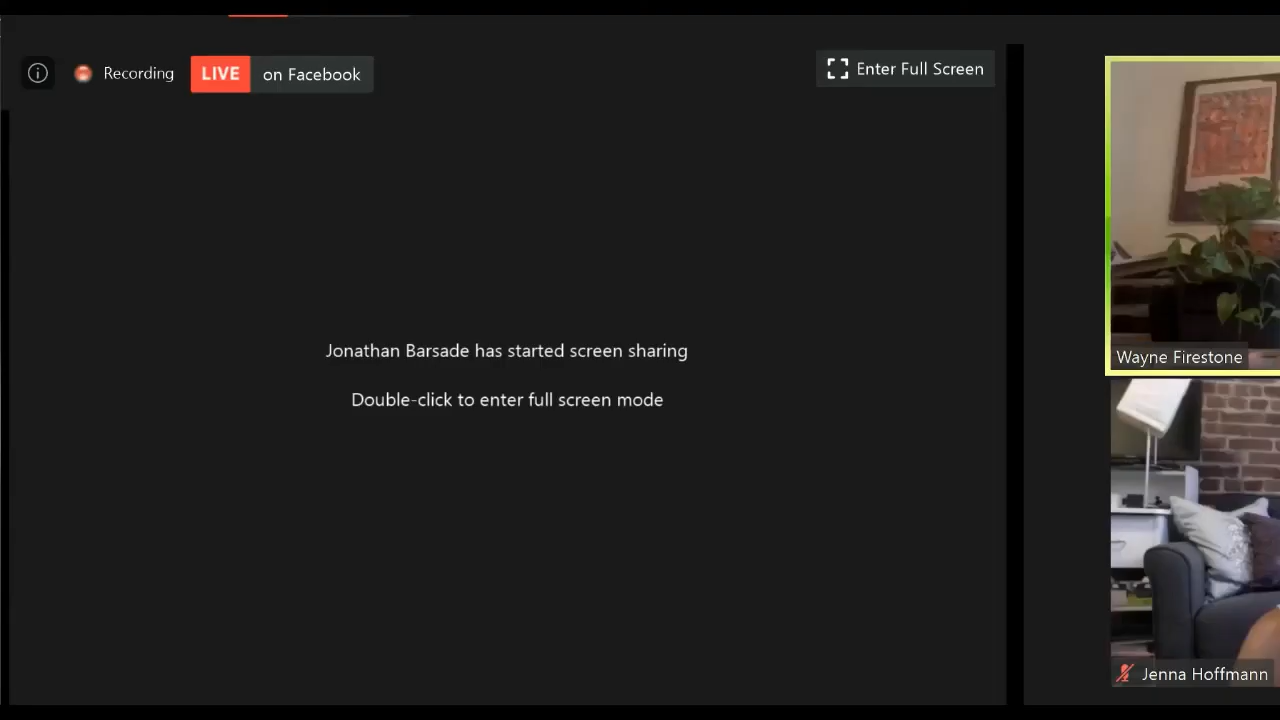 Recording
LIVE on Facebook
Enter Full Screen
Jonathan Barsade has started screen sharing
Double-click to enter full screen mode
Wayne Firestone
Jenna Hoffmann